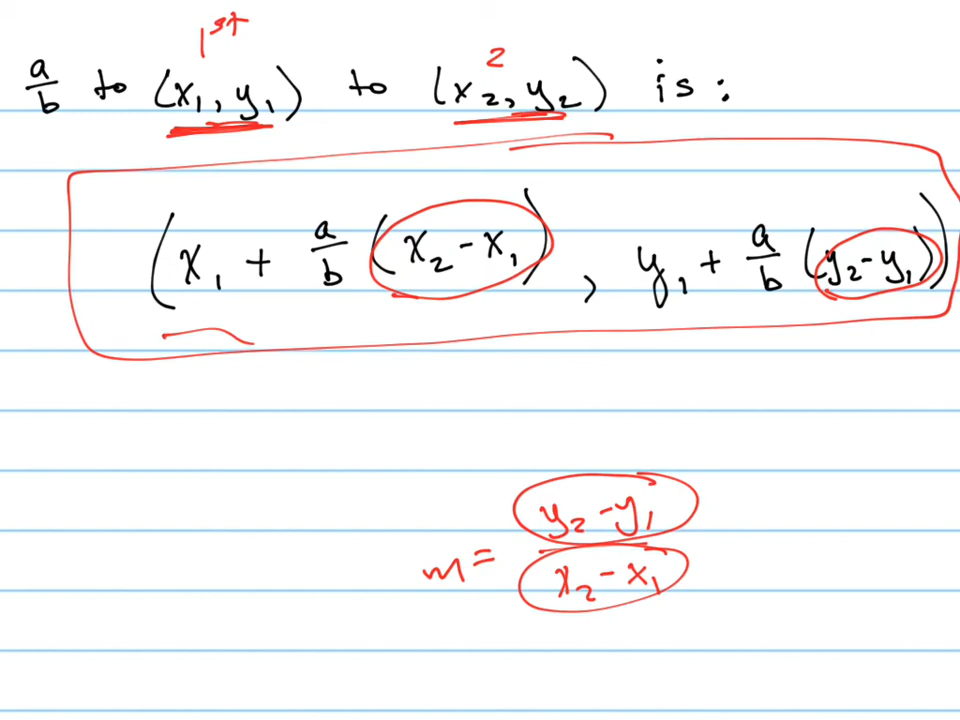 1st 2
a/b to (x₁, y₁) to (x₂, y₂) is:
(x₁ + a/b (x₂ - x₁), y₁ + a/b (y₂ - y₁))
m = y₂ - y₁ / x₂ - x₁